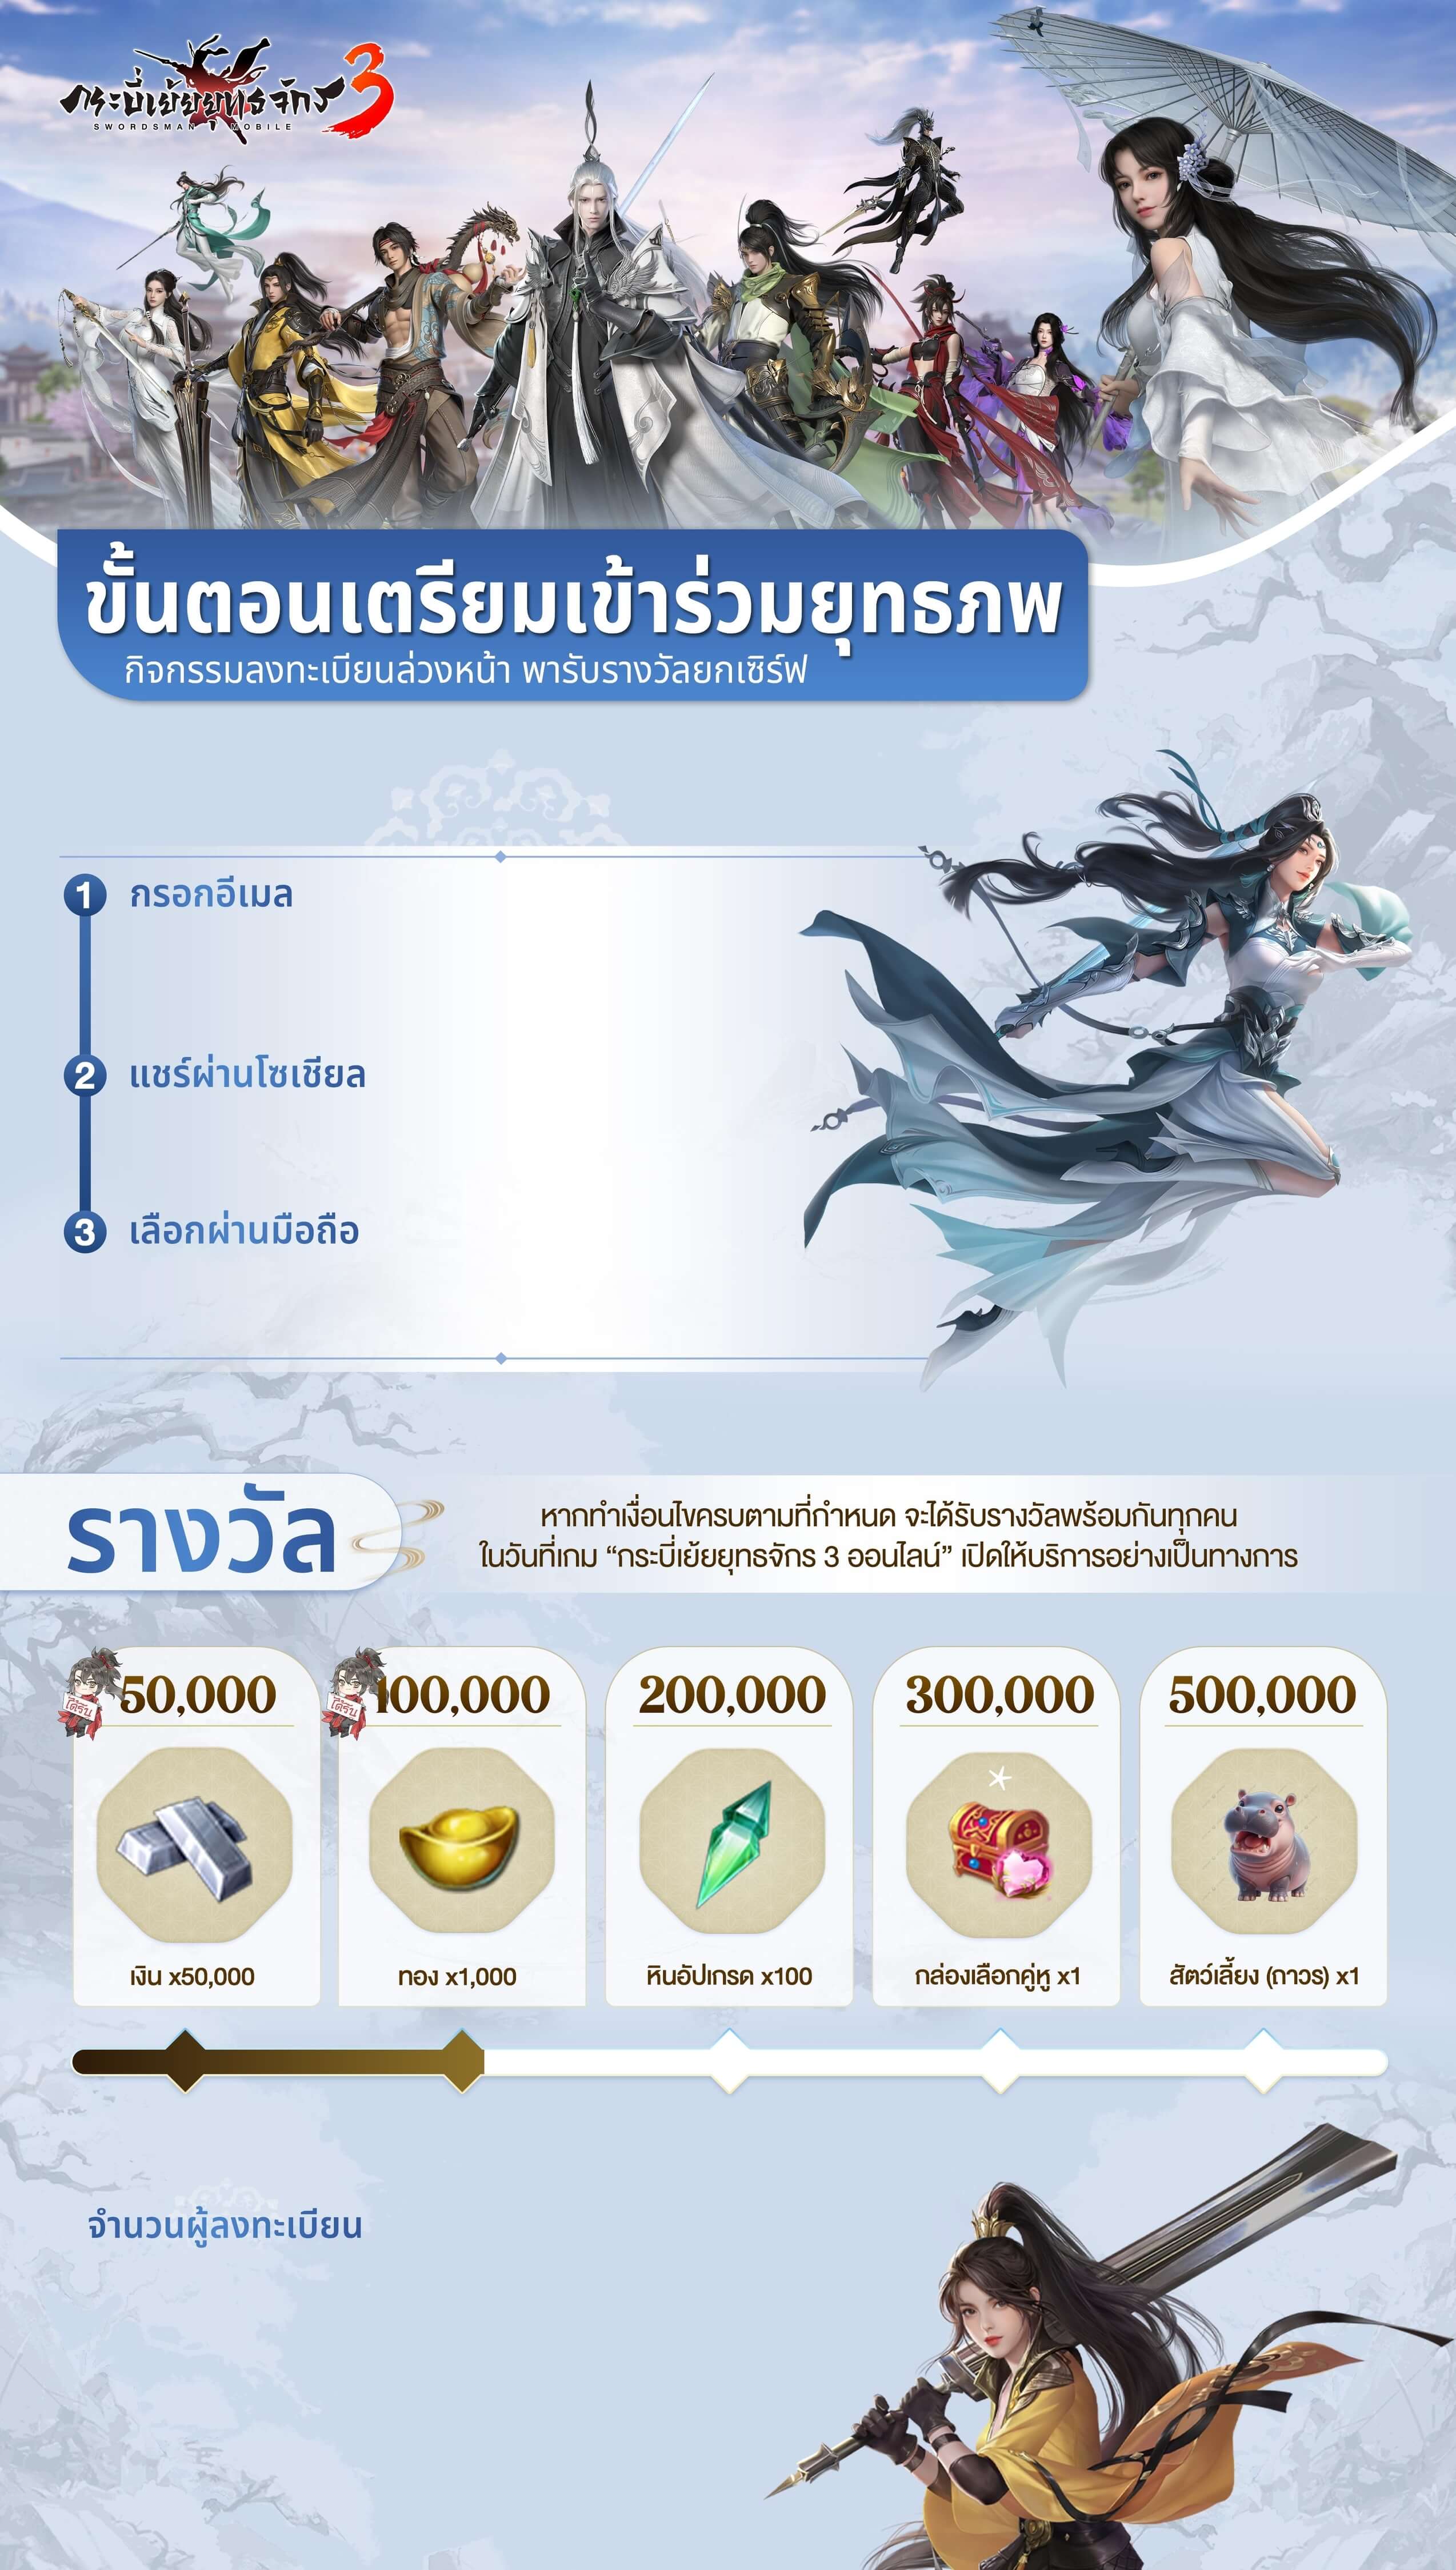 กระบี่เย้ยยุทธจักร 3
SWORDSMAN MOBILE
ขั้นตอนเตรียมเข้าร่วมยุทธภพ
กิจกรรมลงทะเบียนล่วงหน้า พารับรางวัลยกเซิร์ฟ
1 กรอกอีเมล
2 แชร์ผ่านโซเชียล
3 เลือกผ่านมือถือ
รางวัล
หากทำเงื่อนไขครบตามที่กำหนด จะได้รับรางวัลพร้อมกันทุกคน
ในวันที่เกม “กระบี่เย้ยยุทธจักร 3 ออนไลน์” เปิดให้บริการอย่างเป็นทางการ
50,000 100,000 200,000 300,000 500,000
ได้รับ ได้รับ
เงิน x50,000 ทอง x1,000 หินอัปเกรด x100 กล่องเลือกคู่หู x1 สัตว์เลี้ยง (ถาวร) x1
จำนวนผู้ลงทะเบียน